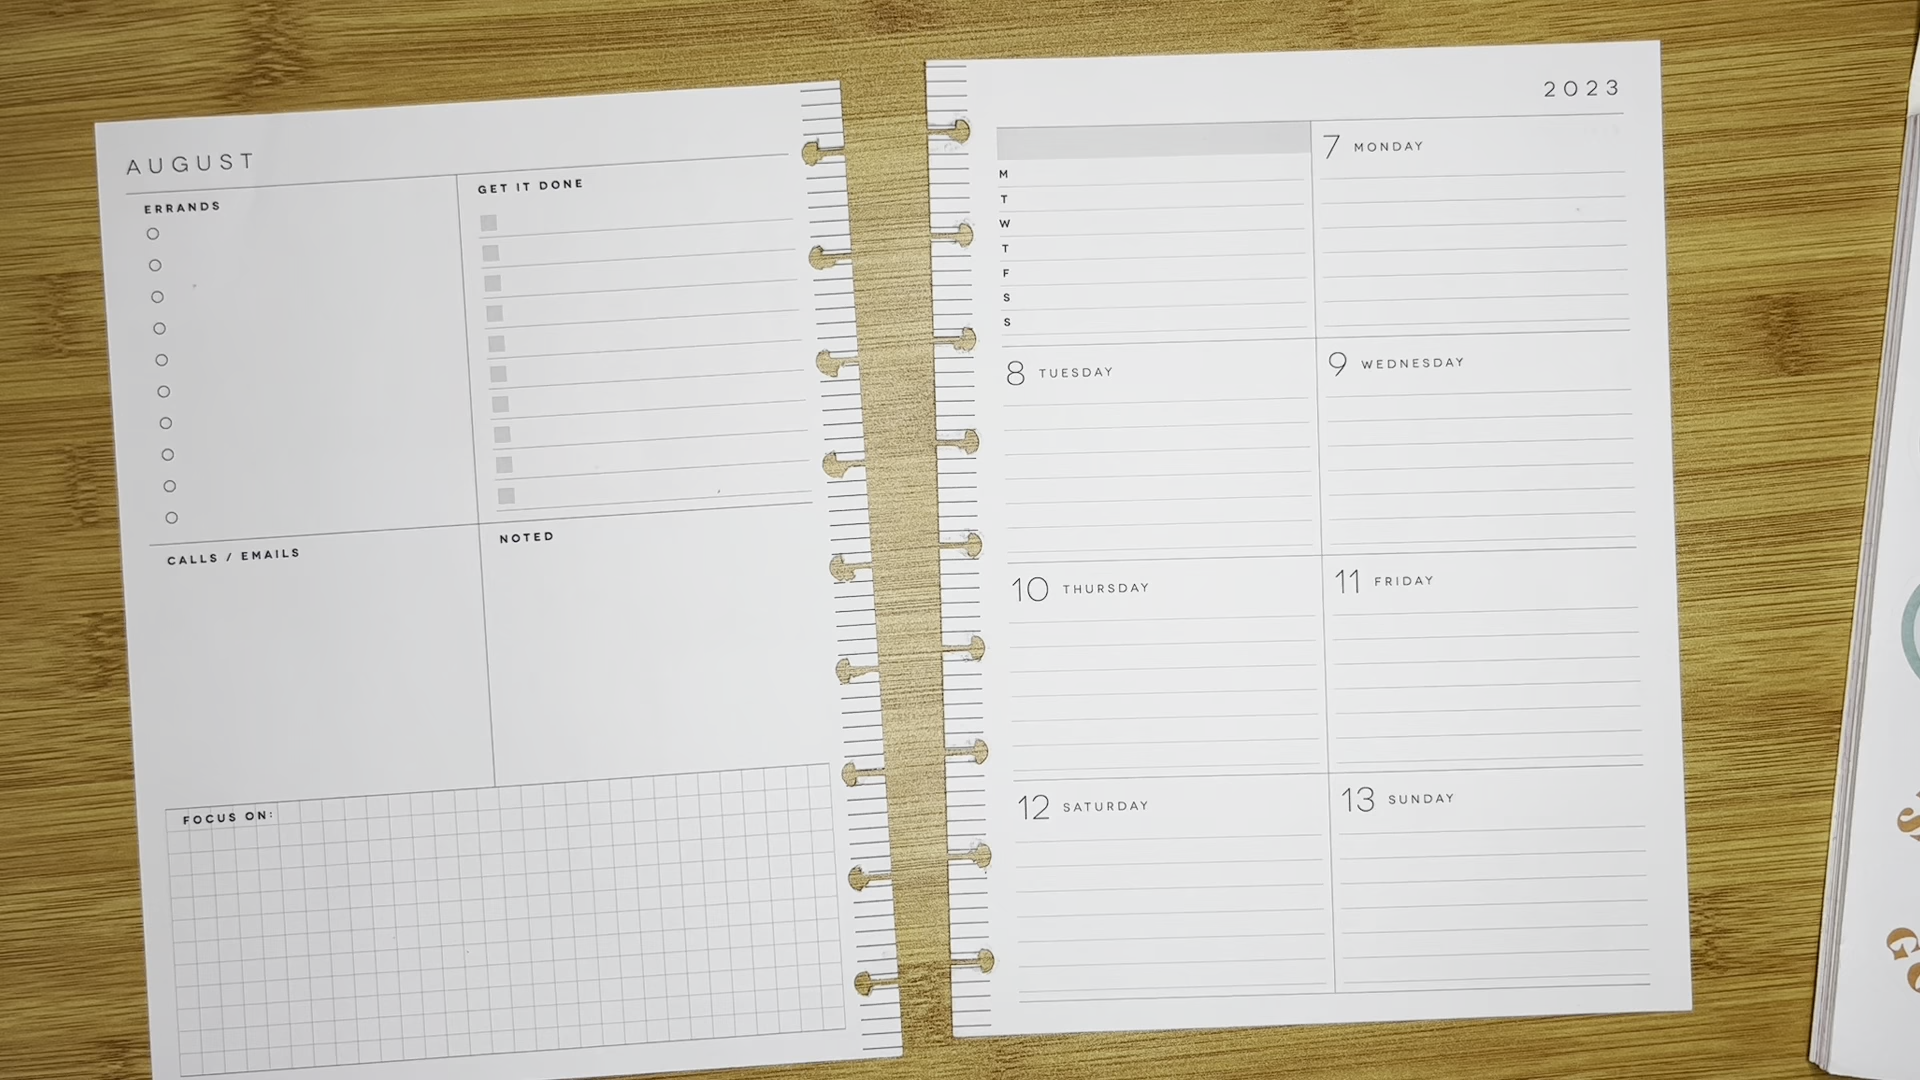 AUGUST
ERRANDS
GET IT DONE
CALLS / EMAILS
NOTED
FOCUS ON:
2023
M
T
W
T
F
S
S
7 MONDAY
8 TUESDAY
9 WEDNESDAY
10 THURSDAY
11 FRIDAY
12 SATURDAY
13 SUNDAY